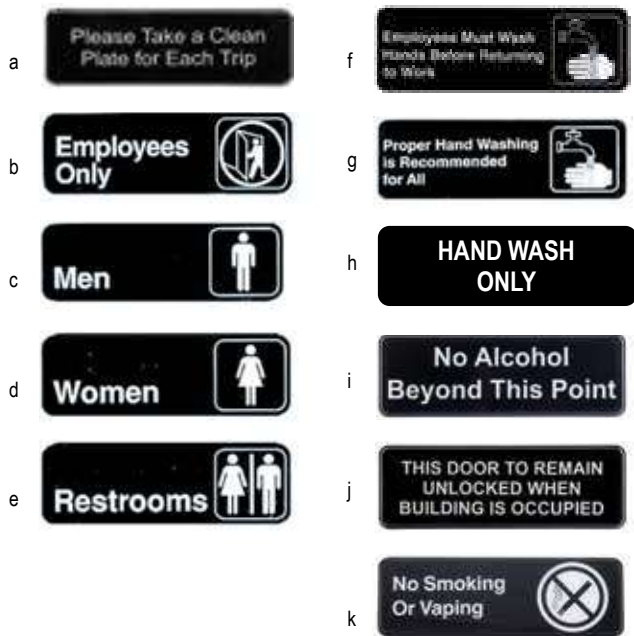 a
Please Take a Clean
Plate for Each Trip
b
Employees
Only
c
Men
d
Women
e
Restrooms
f
Employees Must Wash
Hands Before Returning
to Work
g
Proper Hand Washing
is Recommended
for All
h
HAND WASH
ONLY
i
No Alcohol
Beyond This Point
j
THIS DOOR TO REMAIN
UNLOCKED WHEN
BUILDING IS OCCUPIED
k
No Smoking
Or Vaping